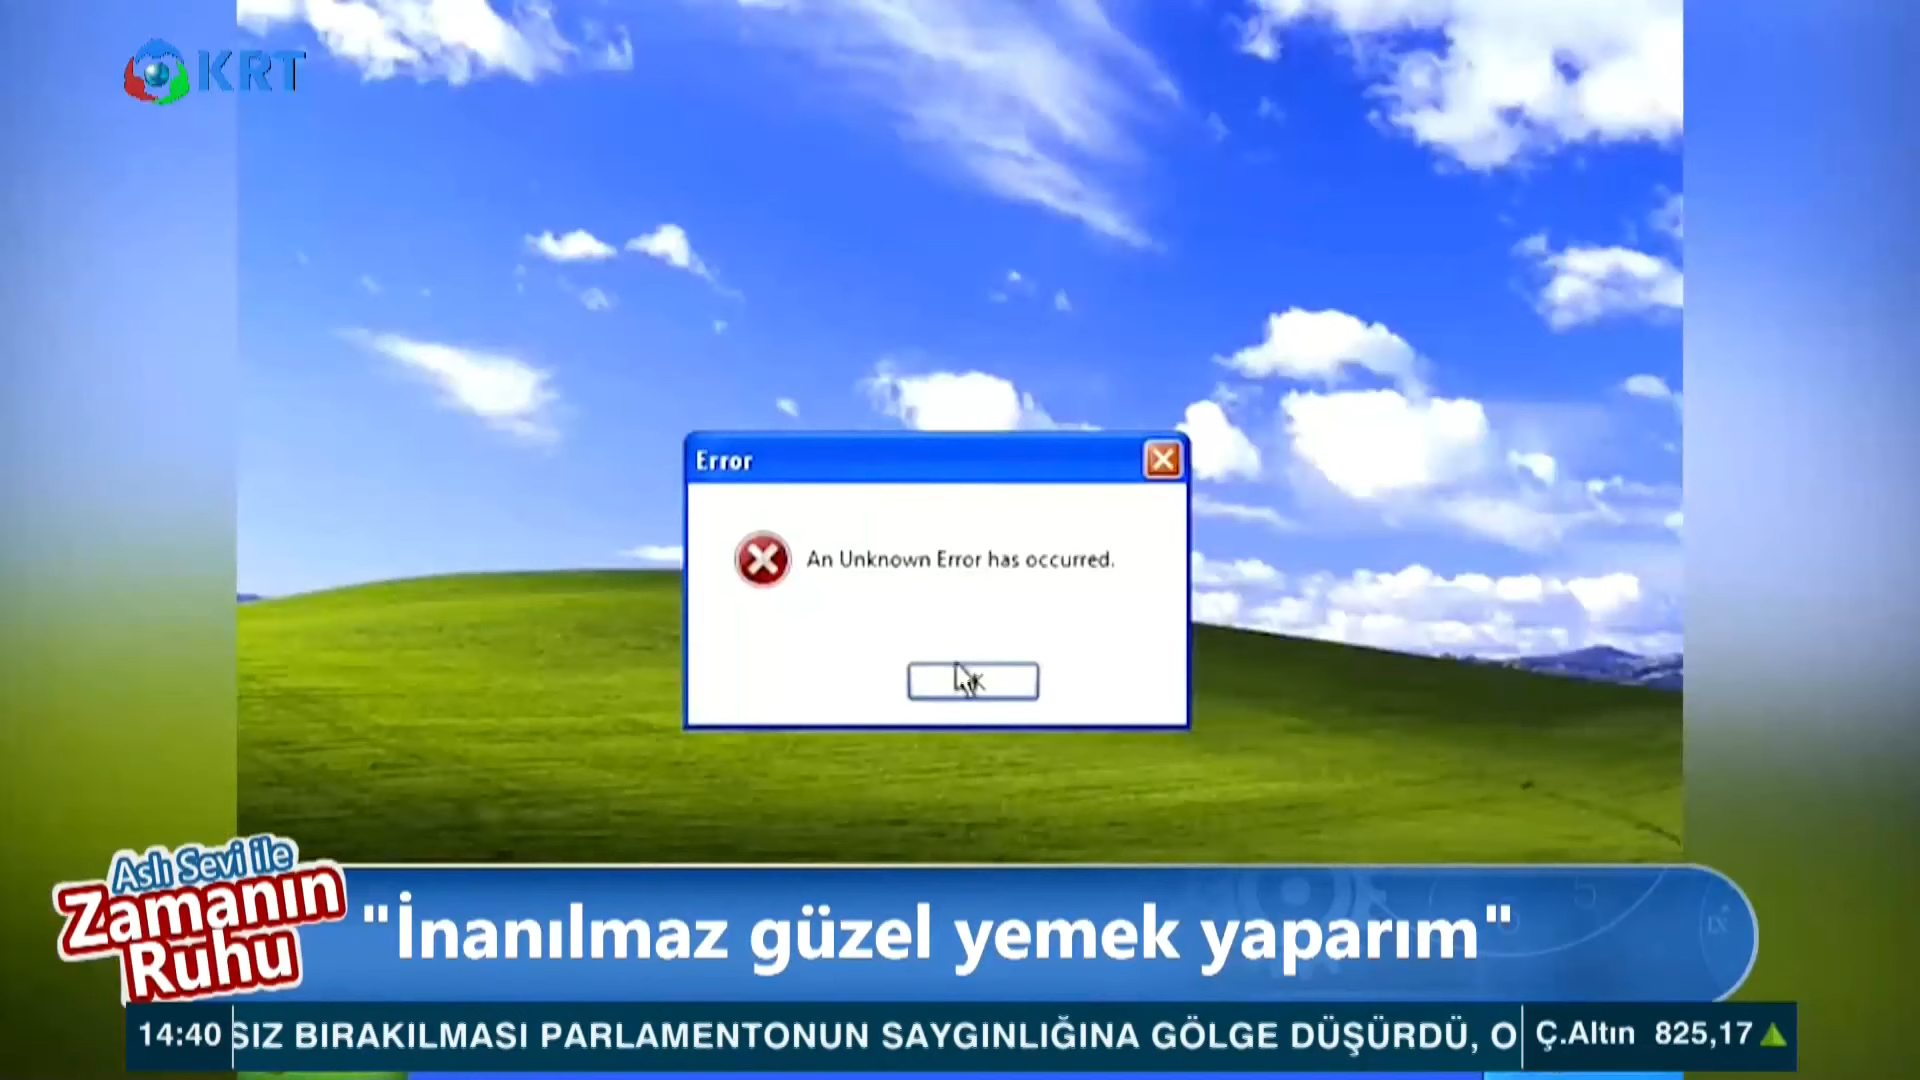 KRT
Error
An Unknown Error has occurred.
Aslı Sevi ile
Zamanın
Ruhu
"İnanılmaz güzel yemek yaparım"
14:40
SIZ BIRAKILMASI PARLAMENTONUN SAYGINLIĞINA GÖLGE DÜŞÜRDÜ, O
Ç.Altın 825,17